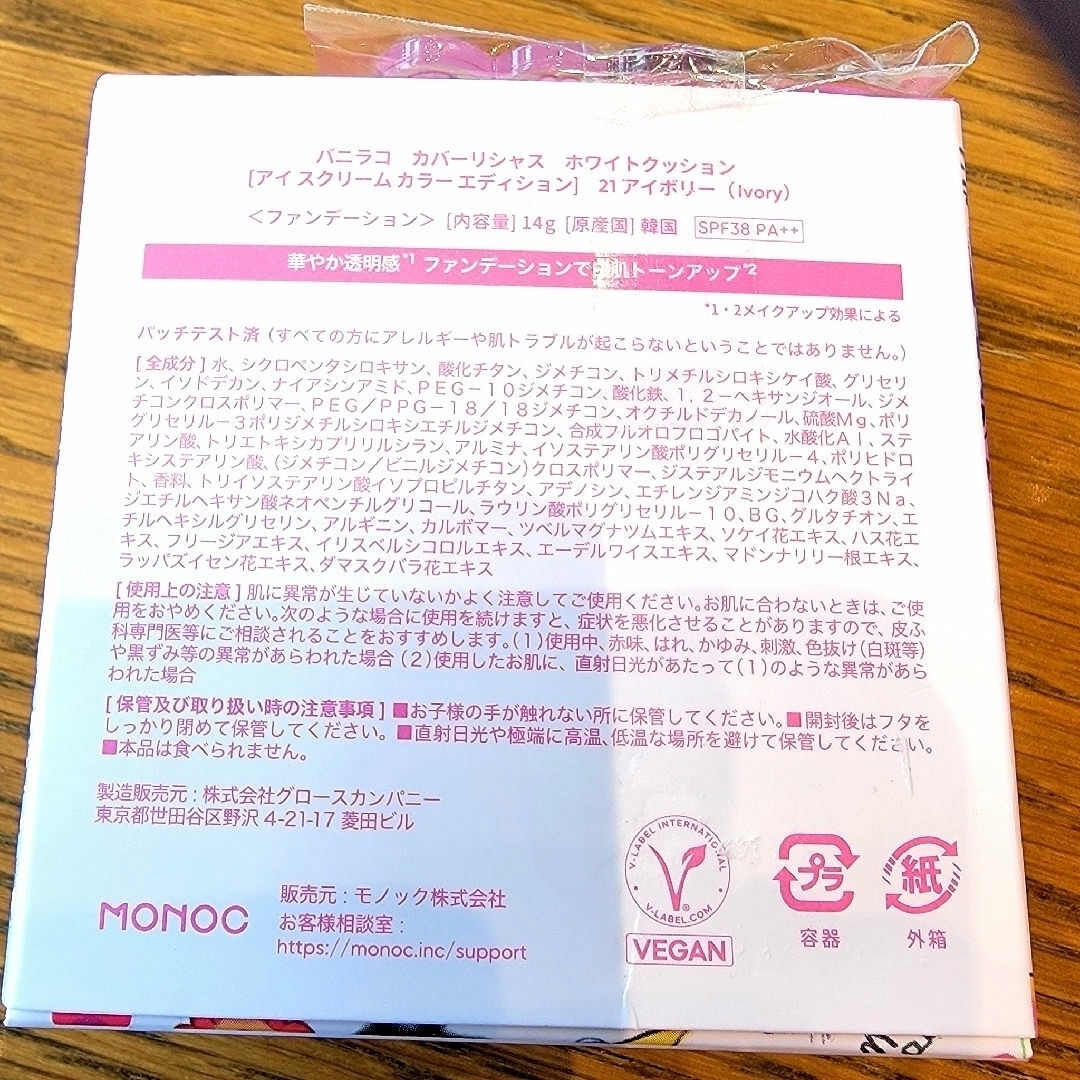 バニラコ カバーリシャス ホワイトクッション
[アイスクリーム カラー エディション] 21 アイボリー (Ivory)
＜ファンデーション＞ [内容量] 14g [原産国] 韓国 SPF38 PA++
華やか透明感*1 ファンデーションで 肌トーンアップ*2
*1・2メイクアップ効果による
パッチテスト済 (すべての方にアレルギーや肌トラブルが起こらないということではありません。)
[全成分] 水、シクロペンタシロキサン、酸化チタン、ジメチコン、トリメチルシロキシケイ酸、グリセリ
ン、イソドデカン、ナイアシンアミド、ＰＥＧ－１０ジメチコン、酸化鉄、１，２－ヘキサンジオール、ジメ
チコンクロスポリマー、ＰＥＧ／ＰＰＧ－１８／１８ジメチコン、オクチルドデカノール、硫酸Ｍｇ、ポリ
グリセリル－３ポリジメチルシロキシエチルジメチコン、合成フルオロフロゴパイト、水酸化Ａｌ、ステ
アリン酸、トリエトキシカプリリルシラン、アルミナ、イソステアリン酸ポリグリセリル－４、ポリヒドロ
キシステアリン酸、(ジメチコン／ビニルジメチコン)クロスポリマー、ジステアルジモニウムヘクトライ
ト、香料、トリイソステアリン酸イソプロピルチタン、アデノシン、エチレンジアミンジコハク酸３Ｎａ、
ジエチルヘキサン酸ネオペンチルグリコール、ラウリン酸ポリグリセリル－１０、ＢＧ、グルタチオン、エ
チルヘキシルグリセリン、アルギニン、カルボマー、ツベルマグナツムエキス、ソケイ花エキス、ハス花エ
キス、フリージアエキス、イリスベルシコロルエキス、エーデルワイスエキス、マドンナリリー根エキス、
ラッパズイセン花エキス、ダマスクバラ花エキス
[使用上の注意] 肌に異常が生じていないかよく注意してご使用ください。お肌に合わないときは、ご使
用をおやめください。次のような場合に使用を続けますと、症状を悪化させることがありますので、皮ふ
科専門医等にご相談されることをおすすめします。(１)使用中、赤味、はれ、かゆみ、刺激、色抜け(白斑等)
や黒ずみ等の異常があらわれた場合 (２)使用したお肌に、直射日光があたって(１)のような異常があら
われた場合
[保管及び取り扱い時の注意事項] ■お子様の手が触れない所に保管してください。■開封後はフタを
しっかり閉めて保管してください。 ■直射日光や極端に高温、低温な場所を避けて保管してください。
■本品は食べられません。
製造販売元 : 株式会社グロースカンパニー
東京都世田谷区野沢 4-21-17 菱田ビル
MONOC
販売元 : モノック株式会社
お客様相談室 :
https://monoc.inc/support
V-LABEL INTERNATIONAL
V-LABEL.COM
VEGAN
プラ
容器
紙
外箱